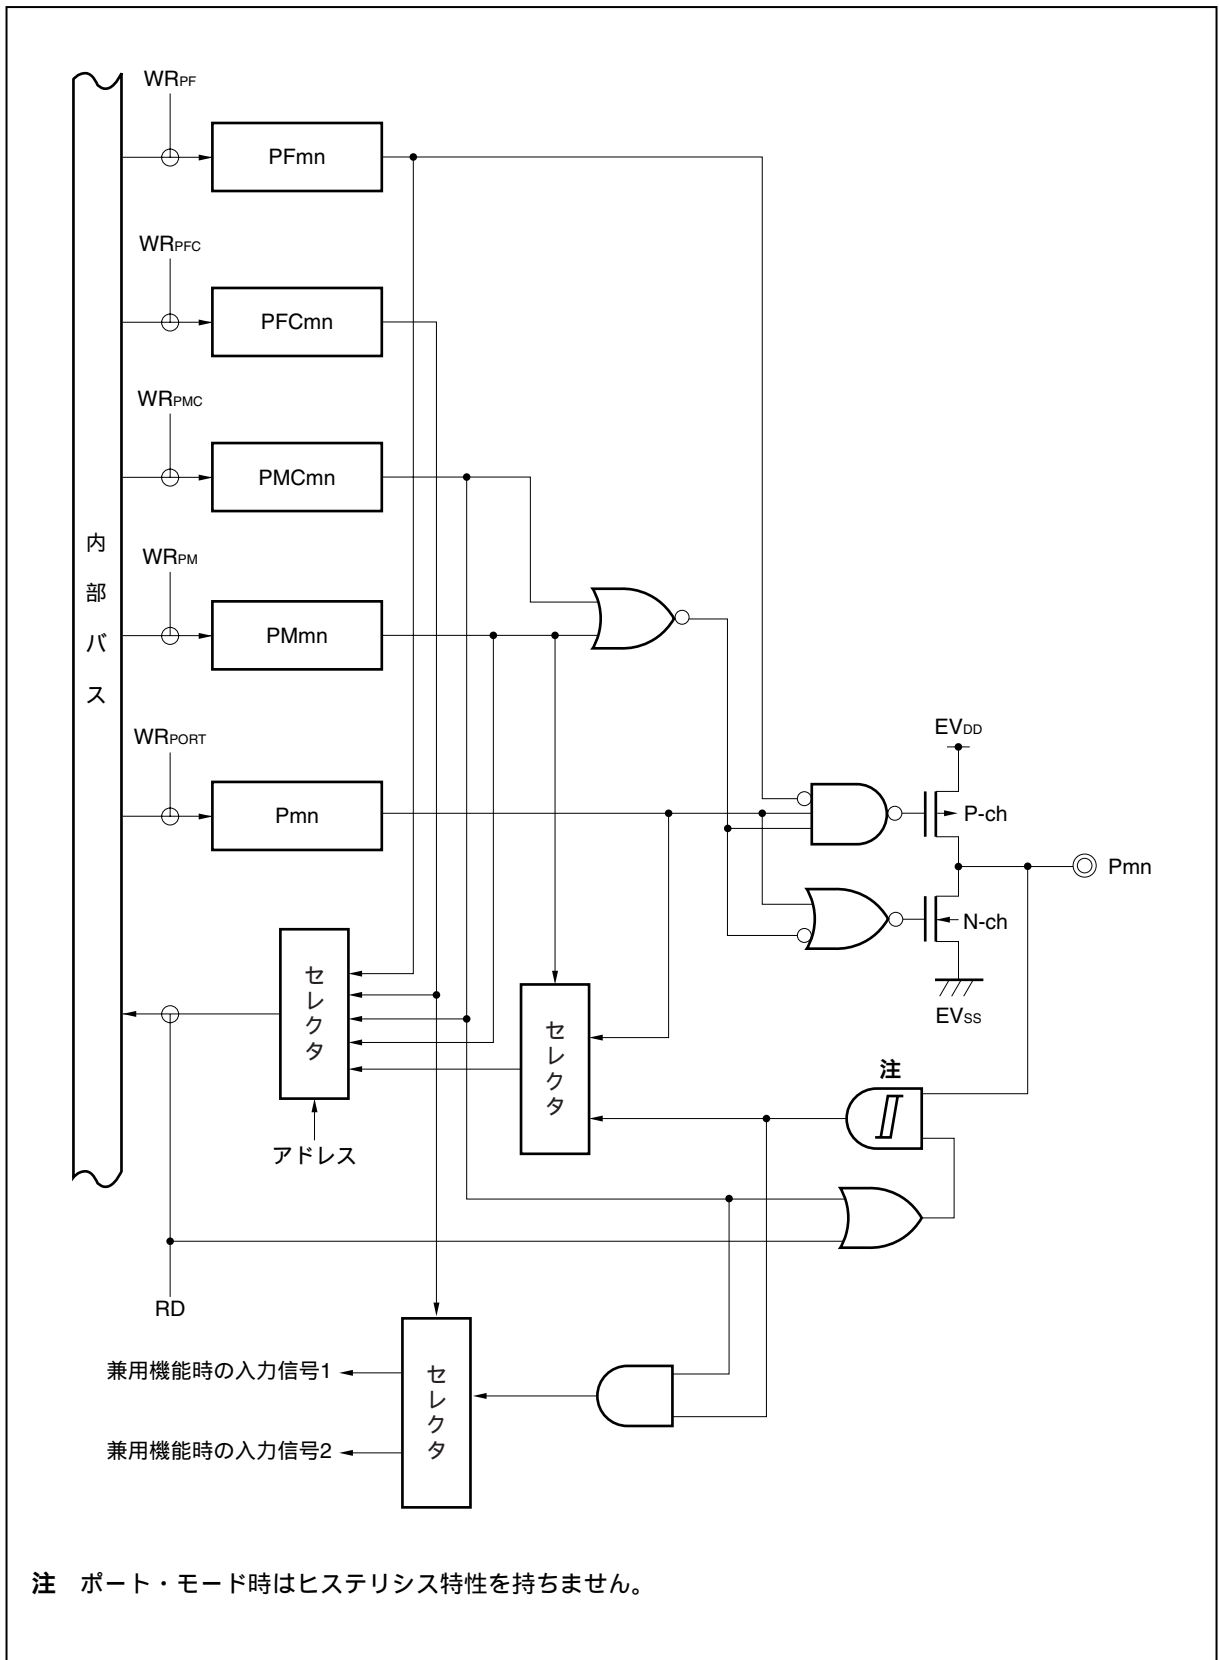 WRPF
PFmn
WRPFC
PFCmn
WRPMC
PMCmn
内部バス
WRPM
PMmn
WRPORT
Pmn
EVDD
P-ch
Pmn
N-ch
EVSS
セレクタ
セレクタ
注
アドレス
RD
兼用機能時の入力信号1
セレクタ
兼用機能時の入力信号2
注 ポート・モード時はヒステリシス特性を持ちません。